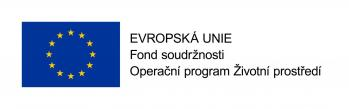 EVROPSKÁ UNIE
Fond soudržnosti
Operační program Životní prostředí